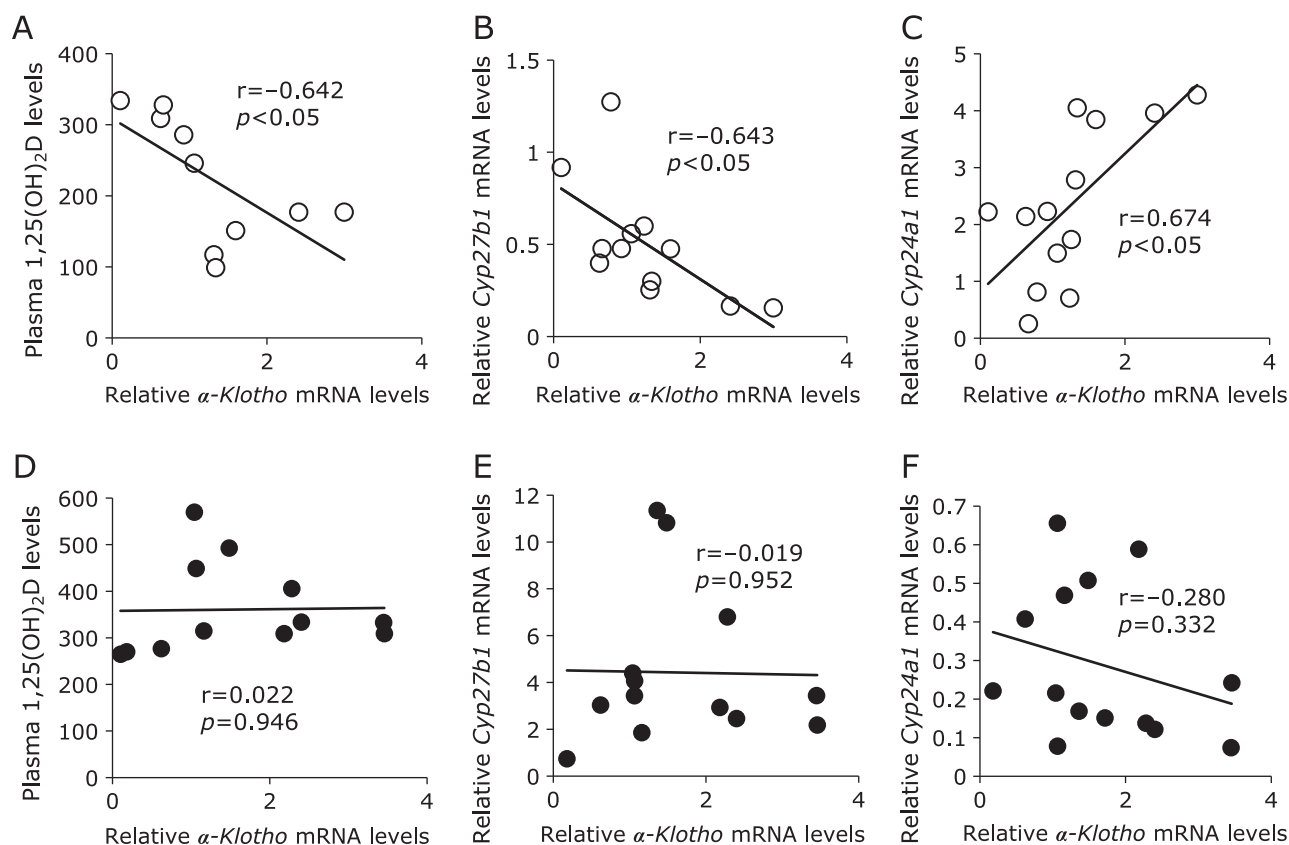 A
Plasma 1,25(OH)₂D levels
400
300
200
100
0
0
2
4
r=−0.642
p<0.05
Relative α-Klotho mRNA levels
B
Relative Cyp27b1 mRNA levels
1.5
1
0.5
0
0
2
4
r=−0.643
p<0.05
Relative α-Klotho mRNA levels
C
Relative Cyp24a1 mRNA levels
5
4
3
2
1
0
0
2
4
r=0.674
p<0.05
Relative α-Klotho mRNA levels
D
Plasma 1,25(OH)₂D levels
600
500
400
300
200
100
0
0
2
4
r=0.022
p=0.946
Relative α-Klotho mRNA levels
E
Relative Cyp27b1 mRNA levels
12
10
8
6
4
2
0
0
2
4
r=−0.019
p=0.952
Relative α-Klotho mRNA levels
F
Relative Cyp24a1 mRNA levels
0.7
0.6
0.5
0.4
0.3
0.2
0.1
0
0
2
4
r=−0.280
p=0.332
Relative α-Klotho mRNA levels